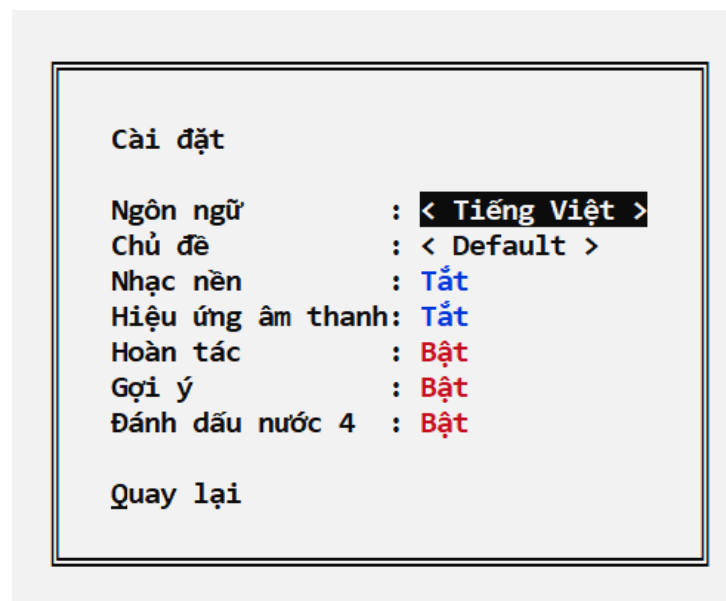 Cài đặt
Ngôn ngữ : < Tiếng Việt >
Chủ đề : < Default >
Nhạc nền : Tắt
Hiệu ứng âm thanh: Tắt
Hoàn tác : Bật
Gợi ý : Bật
Đánh dấu nước 4 : Bật
Quay lại